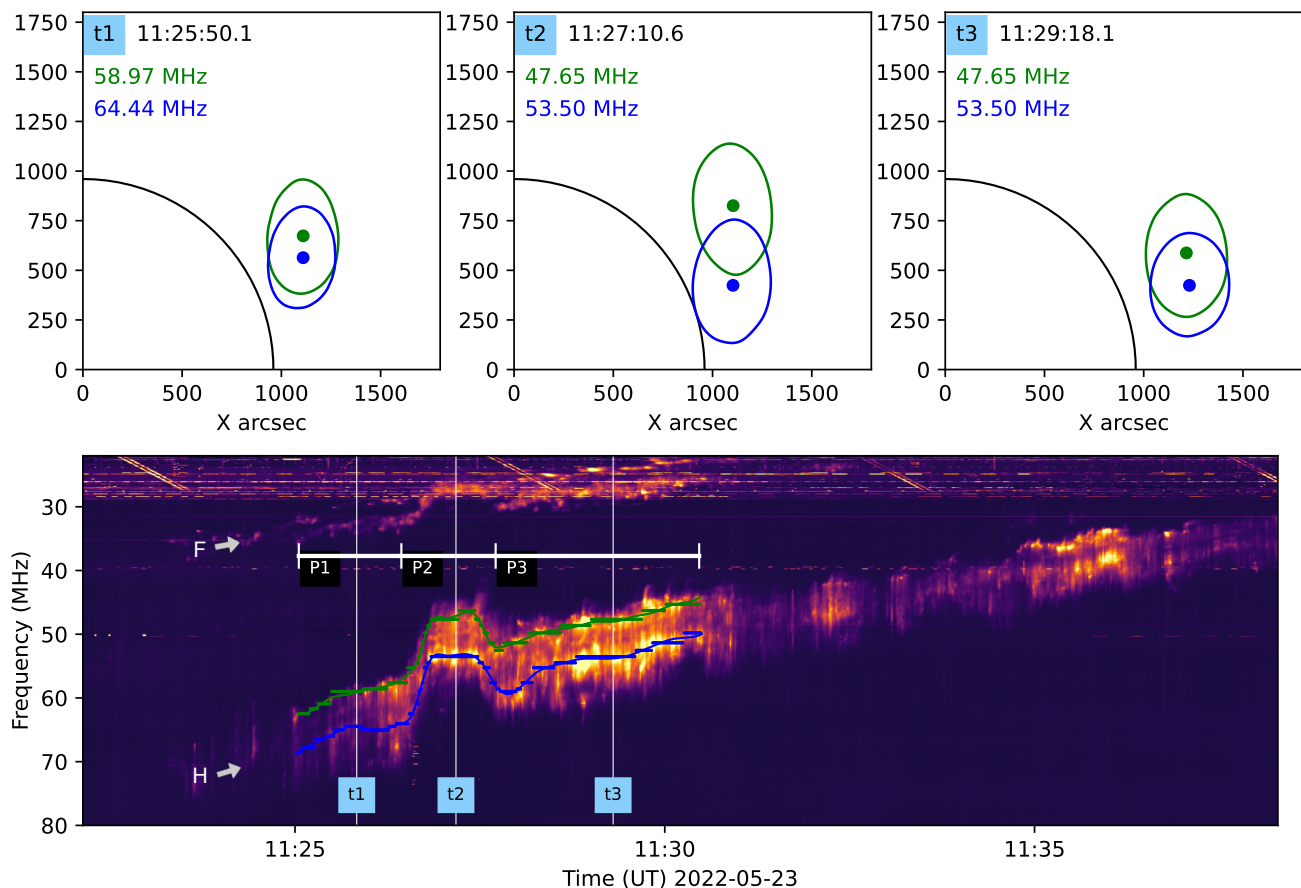 t1 11:25:50.1
58.97 MHz
64.44 MHz
1750
1500
1250
1000
750
500
250
0
0 500 1000 1500
X arcsec
t2 11:27:10.6
47.65 MHz
53.50 MHz
1750
1500
1250
1000
750
500
250
0
0 500 1000 1500
X arcsec
t3 11:29:18.1
47.65 MHz
53.50 MHz
1750
1500
1250
1000
750
500
250
0
0 500 1000 1500
X arcsec
Frequency (MHz)
30
40
50
60
70
80
F
P1 P2 P3
H
t1 t2 t3
11:25 11:30 11:35
Time (UT) 2022-05-23